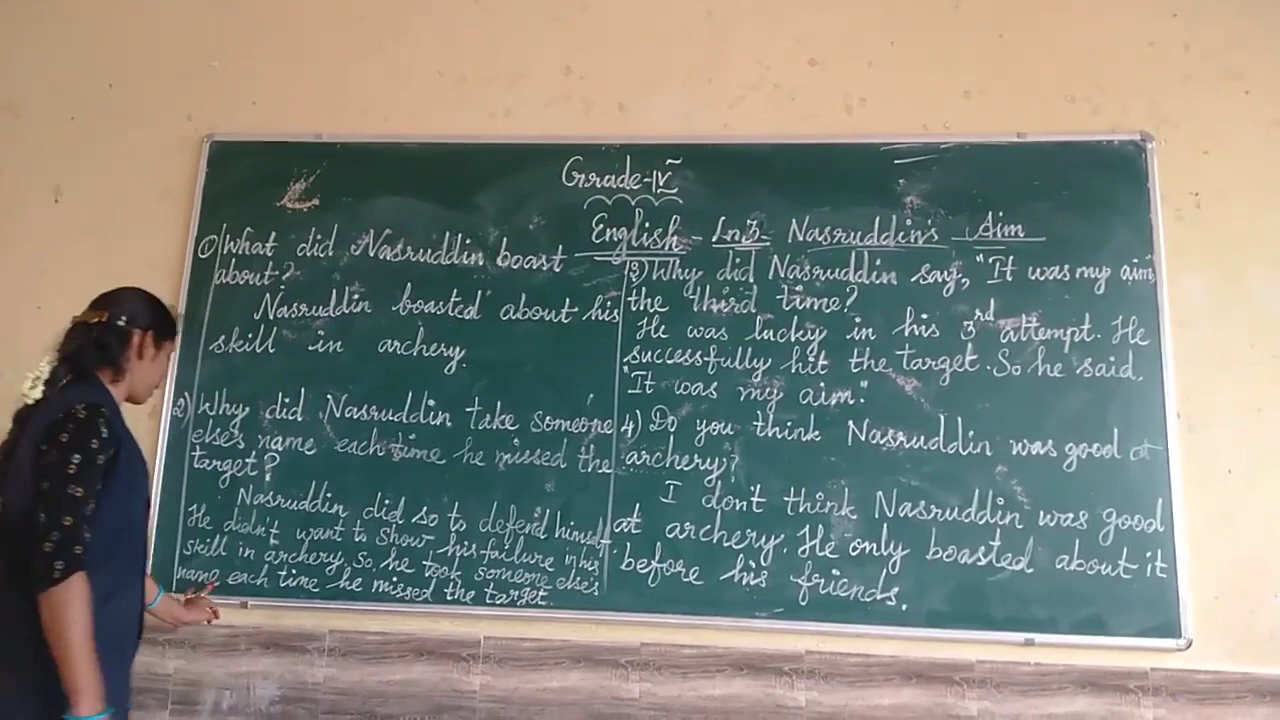 Grade-IV
English - Ln.3- Nasruddin's Aim
1) What did Nasruddin boast
about?
Nasruddin boasted about his
skill in archery.
2) Why did Nasruddin take someone
else's name each time he missed the
target?
Nasruddin did so to defend himself.
He didn't want to show his failure in his
skill in archery. So, he took someone else's
name each time he missed the target.
3) Why did Nasruddin say, "It was my aim
the third time?
He was lucky in his 3rd attempt. He
successfully hit the target. So he said.
"It was my aim."
4) Do you think Nasruddin was good at
archery?
I don't think Nasruddin was good
at archery. He only boasted about it
before his friends.